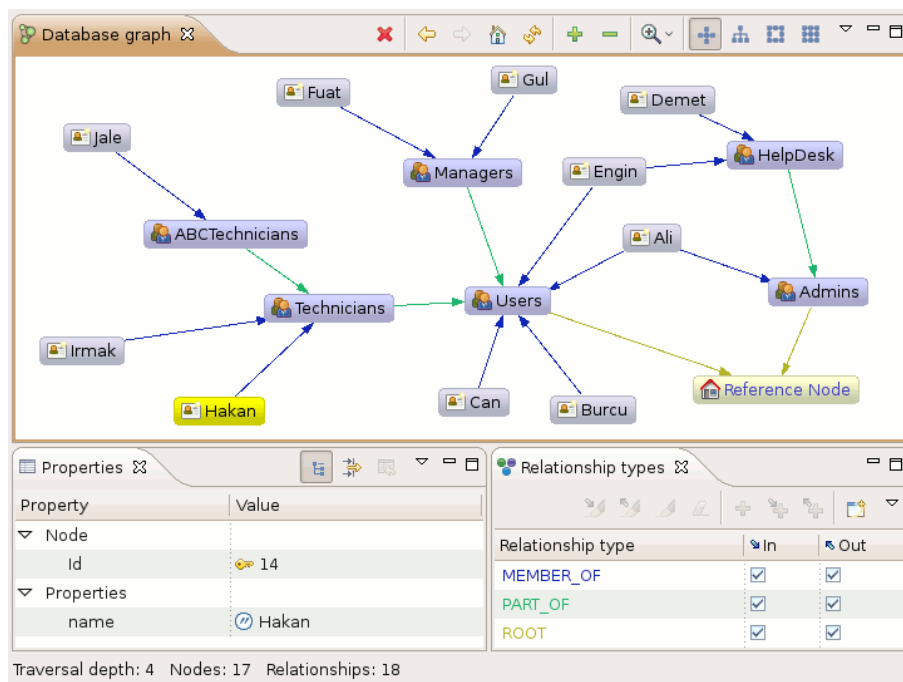 Database graph
Gul
Fuat
Demet
Jale
HelpDesk
Managers
Engin
ABCTechnicians
Ali
Admins
Users
Technicians
Irmak
Reference Node
Can
Hakan
Burcu
Properties
Property Value
Node
Id 14
Properties
name Hakan
Relationship types
Relationship type In Out
MEMBER_OF
PART_OF
ROOT
Traversal depth: 4 Nodes: 17 Relationships: 18